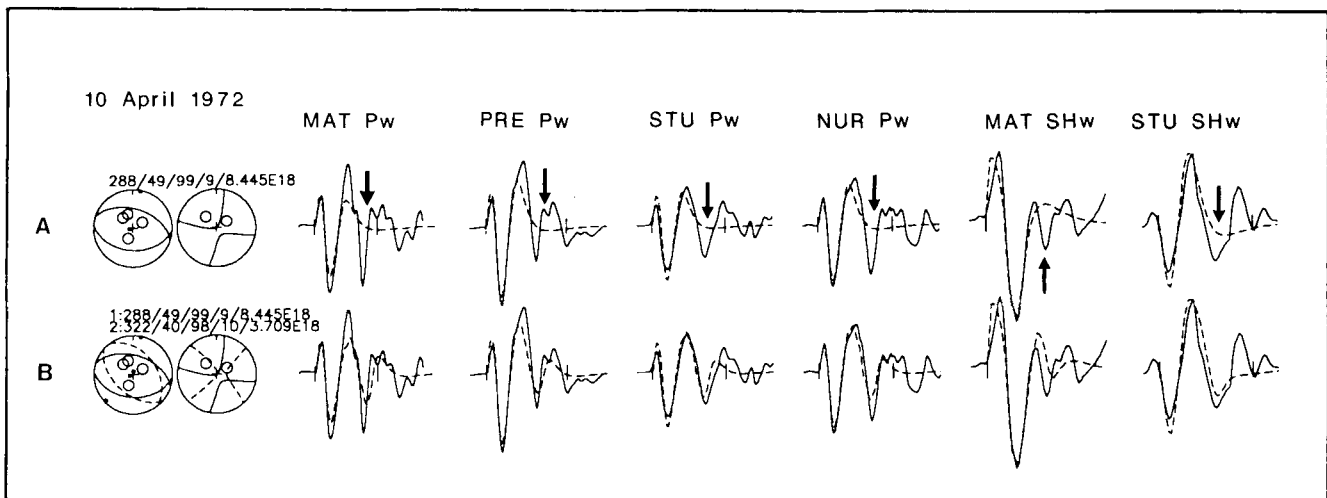 10 April 1972
MAT Pw PRE Pw STU Pw NUR Pw MAT SHw STU SHw
288/49/99/9/8.445E18
A
1:288/49/99/9/8.445E18
2:322/40/98/10/3.709E18
B